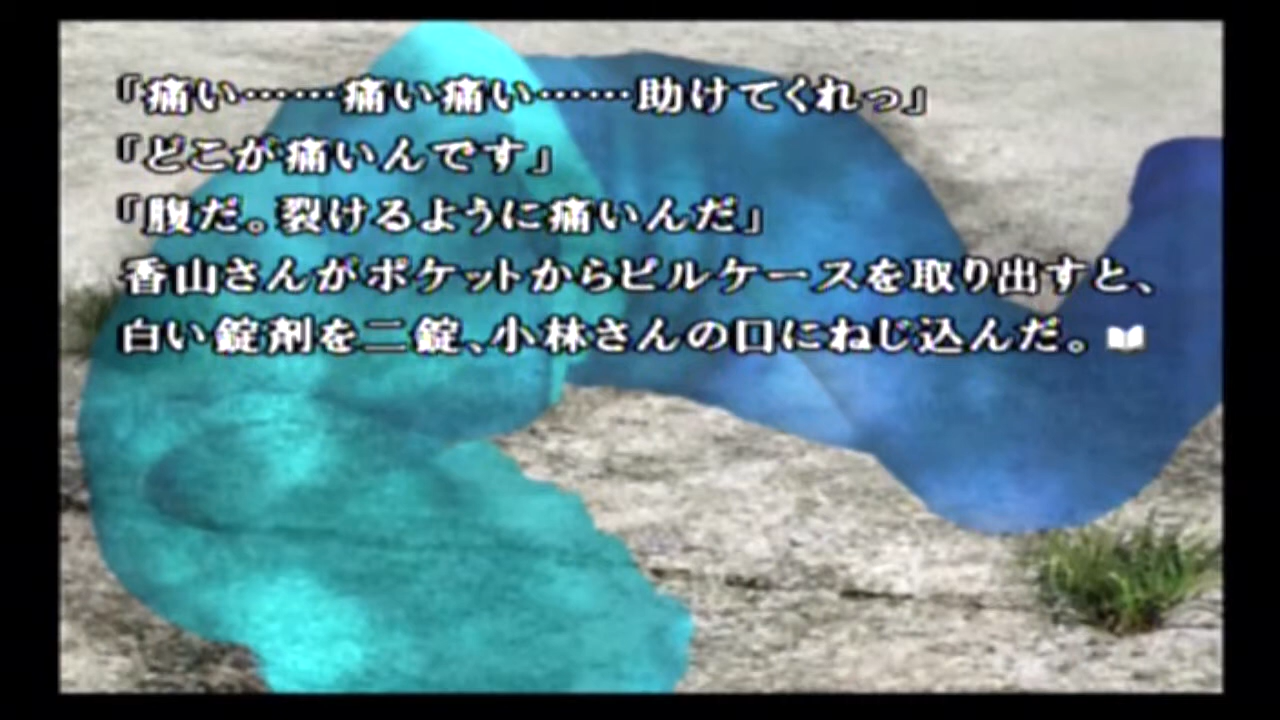 「痛い……痛い痛い……助けてくれっ」
「どこが痛いんです」
「腹だ。裂けるように痛いんだ」
香山さんがポケットからピルケースを取り出すと、
白い錠剤を二錠、小林さんの口にねじ込んだ。